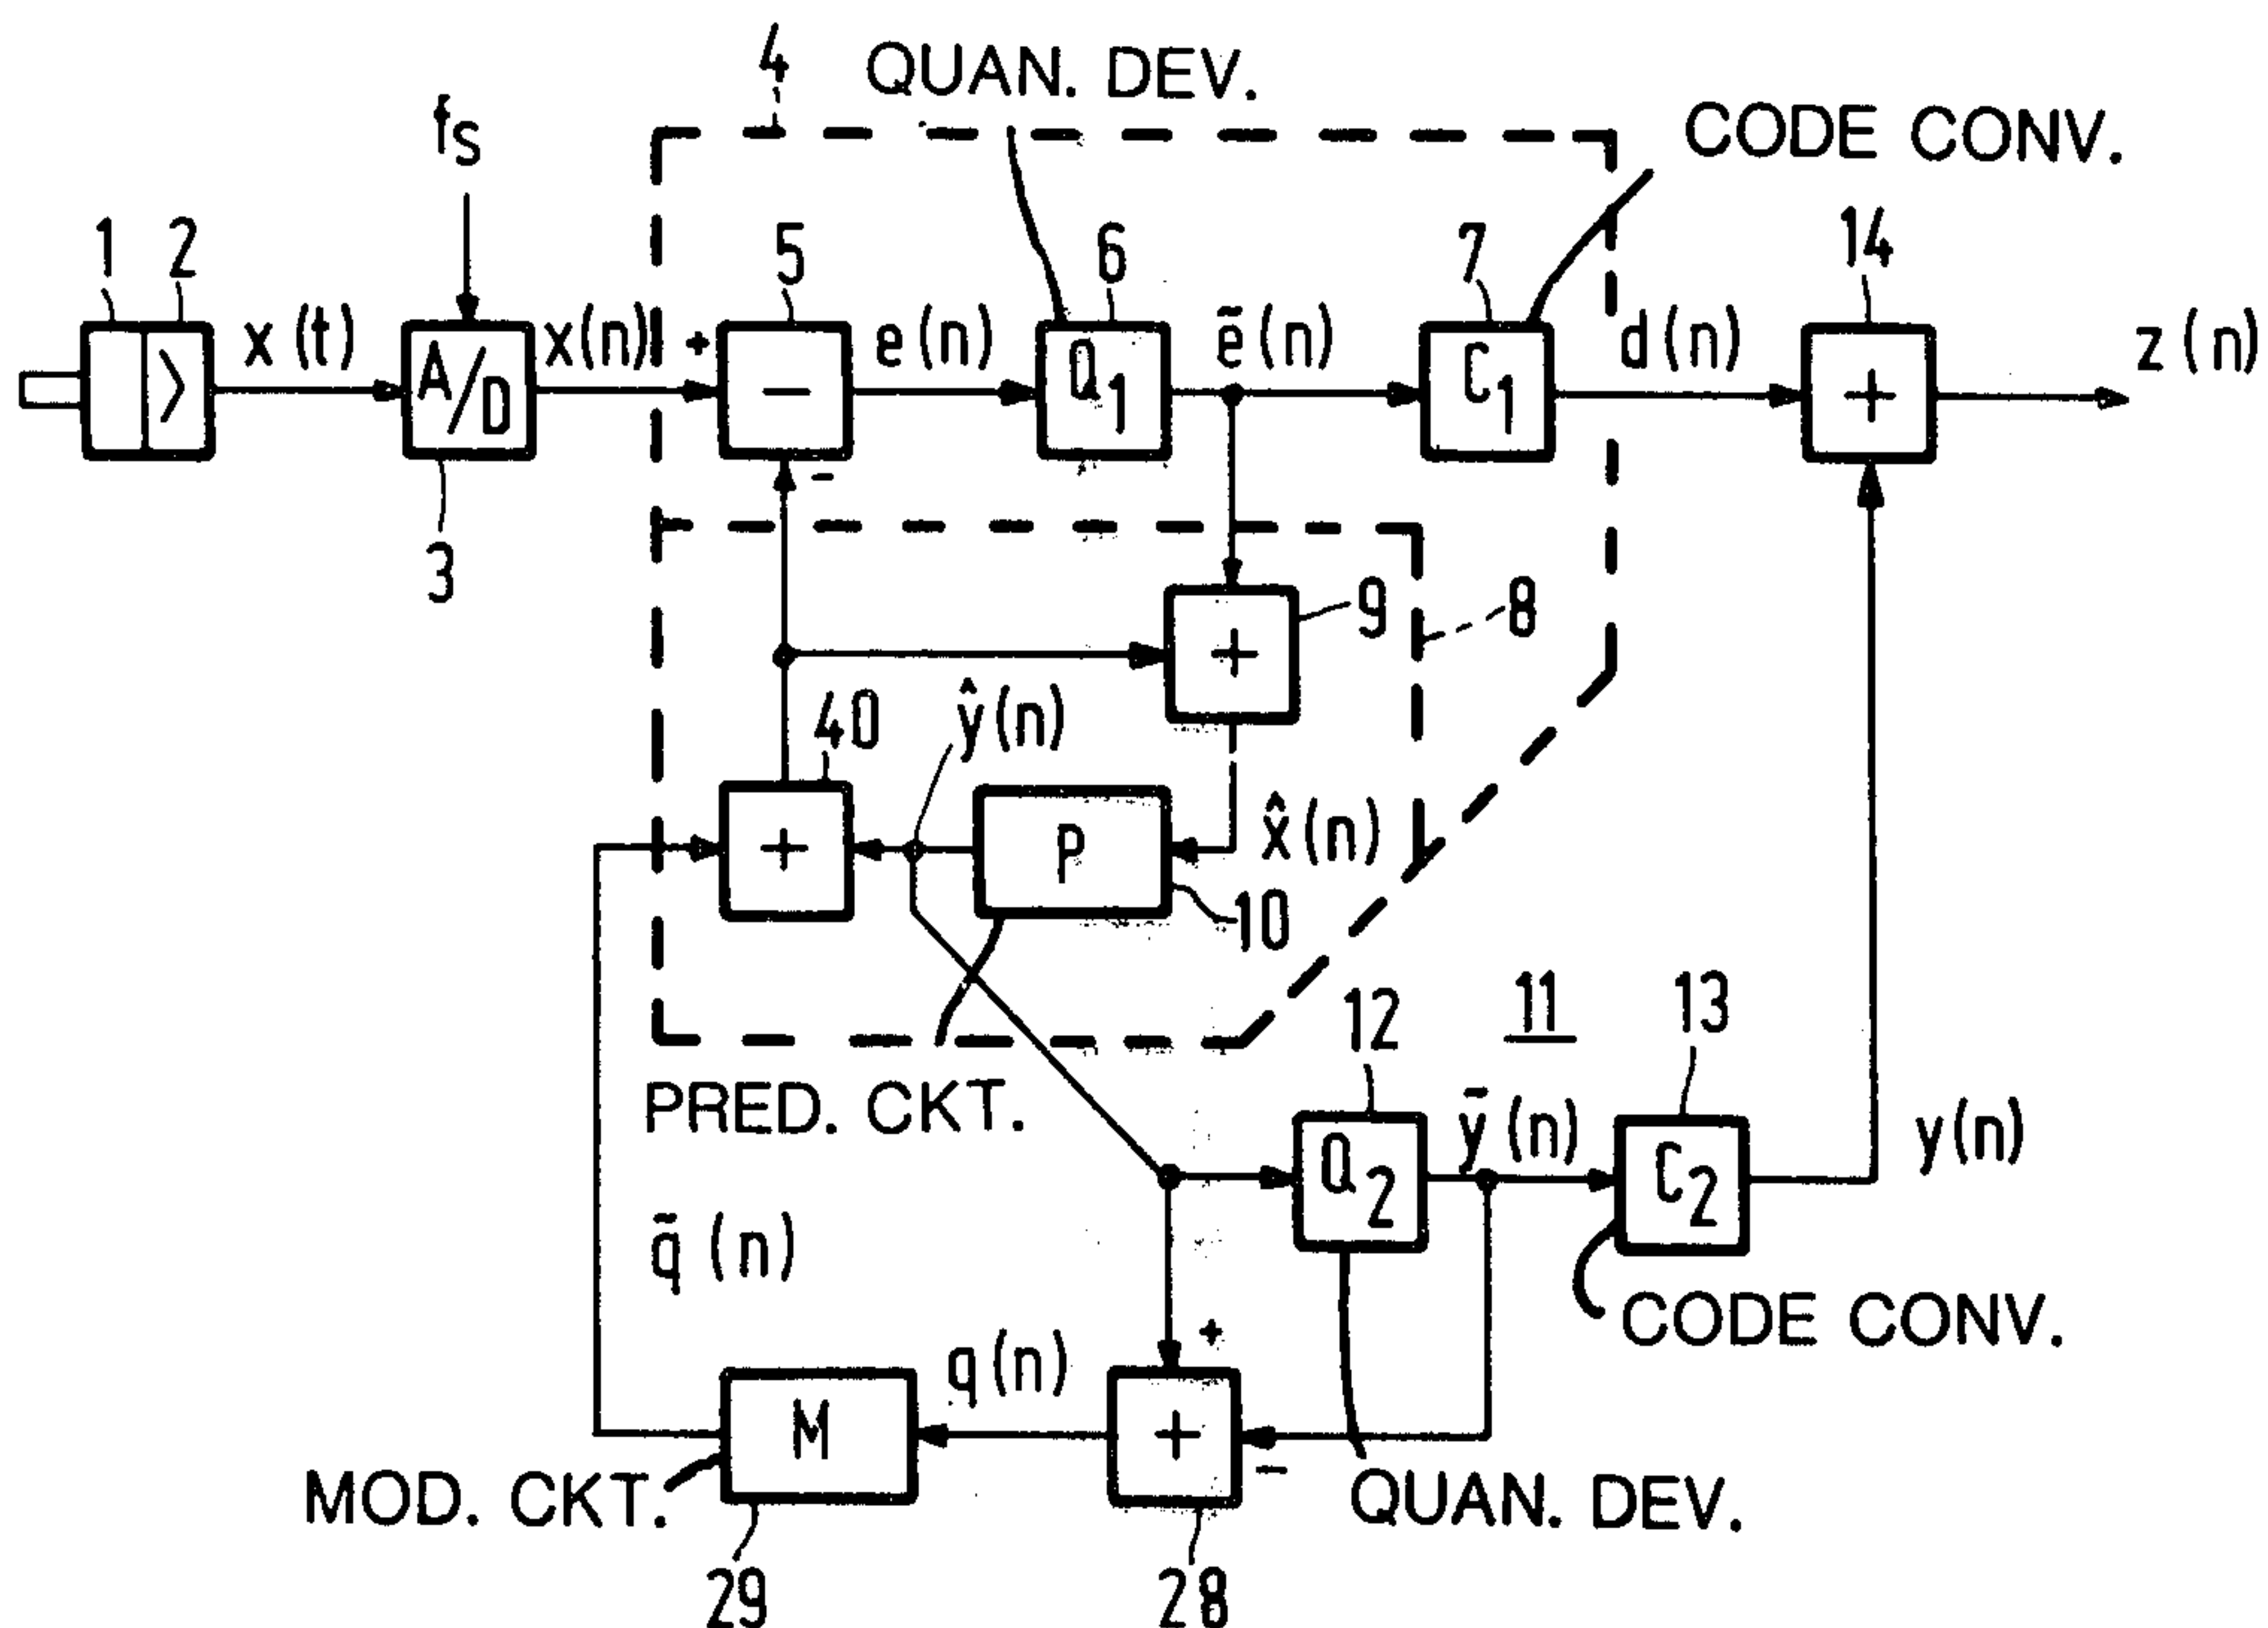 4
QUAN. DEV.
fs
CODE CONV.
1
2
5
6
7
14
x(t)
A/D
x(n)
+
−
e(n)
Q1
ē(n)
C1
d(n)
+
z(n)
-
3
9
8
+
40
ŷ(n)
+
P
x̂(n)
10
PRED. CKT.
12
11
13
Q2
ȳ(n)
C2
y(n)
q̄(n)
CODE CONV.
+
q(n)
M
+
-
MOD. CKT.
QUAN. DEV.
29
28